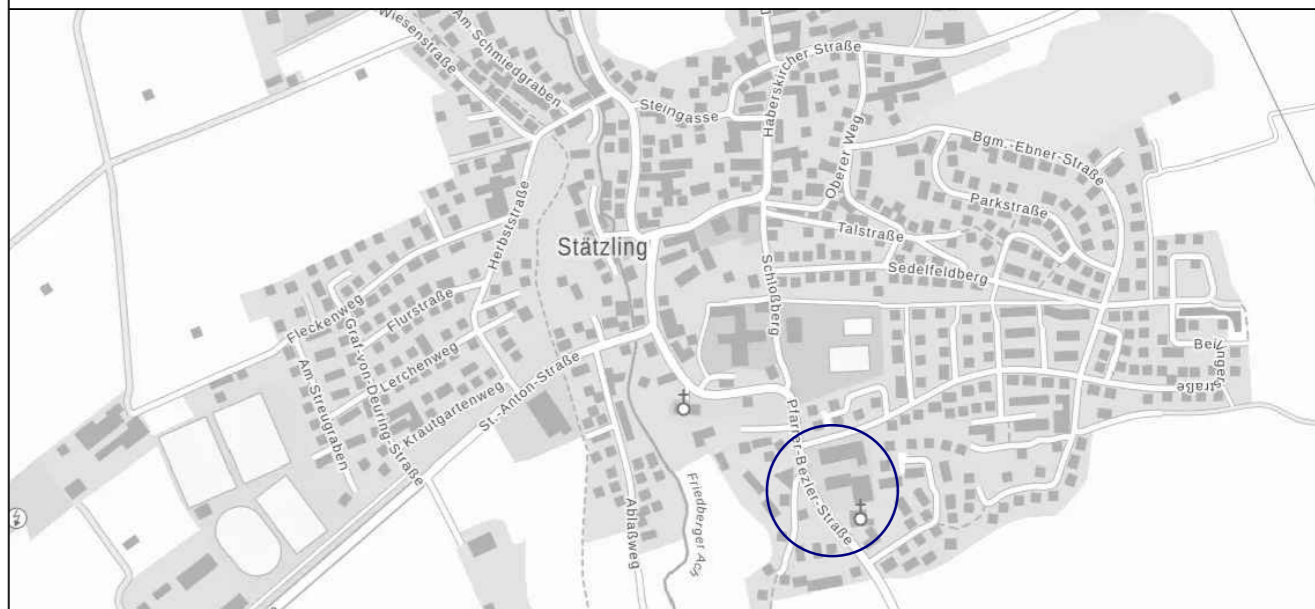 Wiesenstraße
Am Schmiedgraben
Steingasse
Haberskircher Straße
Oberer Weg
Bgm.-Ebner-Straße
Parkstraße
Talstraße
Sedelfeldberg
Herbststraße
Stätzling
Schloßberg
Fleckenweg
Flurstraße
Graf-von-Deuring-Straße
Lerchenweg
Am Streugraben
Krautgartenweg
St.-Anton-Straße
Pfarrer-Bezler-Straße
Ablaßweg
Friedberger Ach
Straße